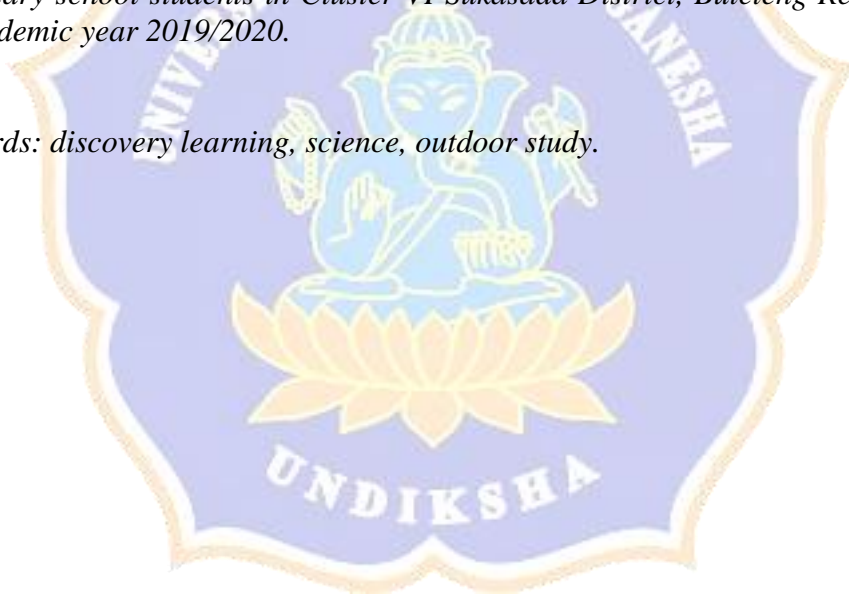 ary school students in Cluster VI Sukasada District, Buleleng Re
demic year 2019/2020.
rds: discovery learning, science, outdoor study.
GANESHA
UNDIKSHA